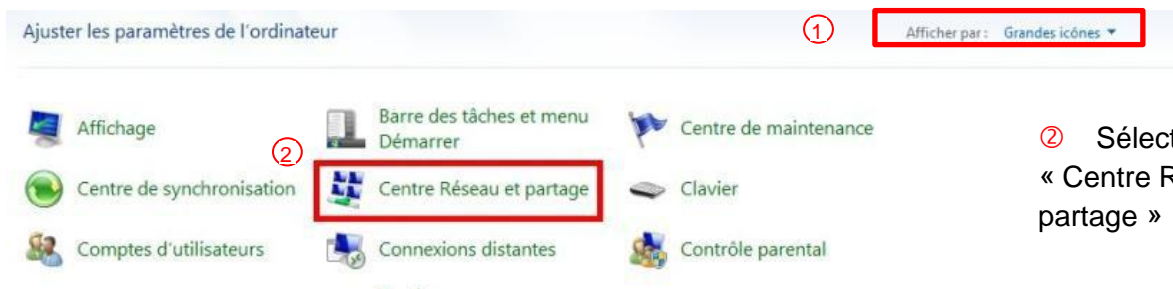 Ajuster les paramètres de l'ordinateur
1
Afficher par : Grandes icônes
Affichage
Barre des tâches et menu
Démarrer
Centre de maintenance
2
Centre de synchronisation
Centre Réseau et partage
Clavier
Comptes d'utilisateurs
Connexions distantes
Contrôle parental
② Sélect
« Centre R
partage »